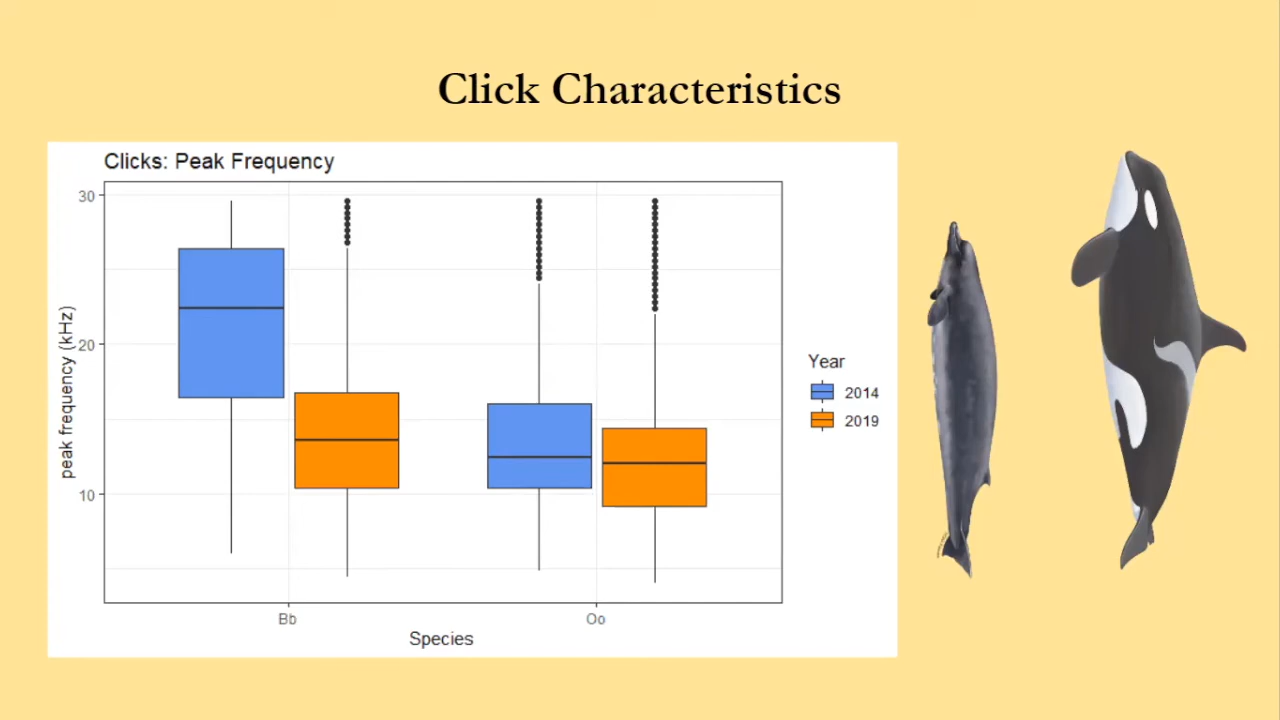 Click Characteristics
Clicks: Peak Frequency
30
20
10
peak frequency (kHz)
Bb
Oo
Species
Year
2014
2019